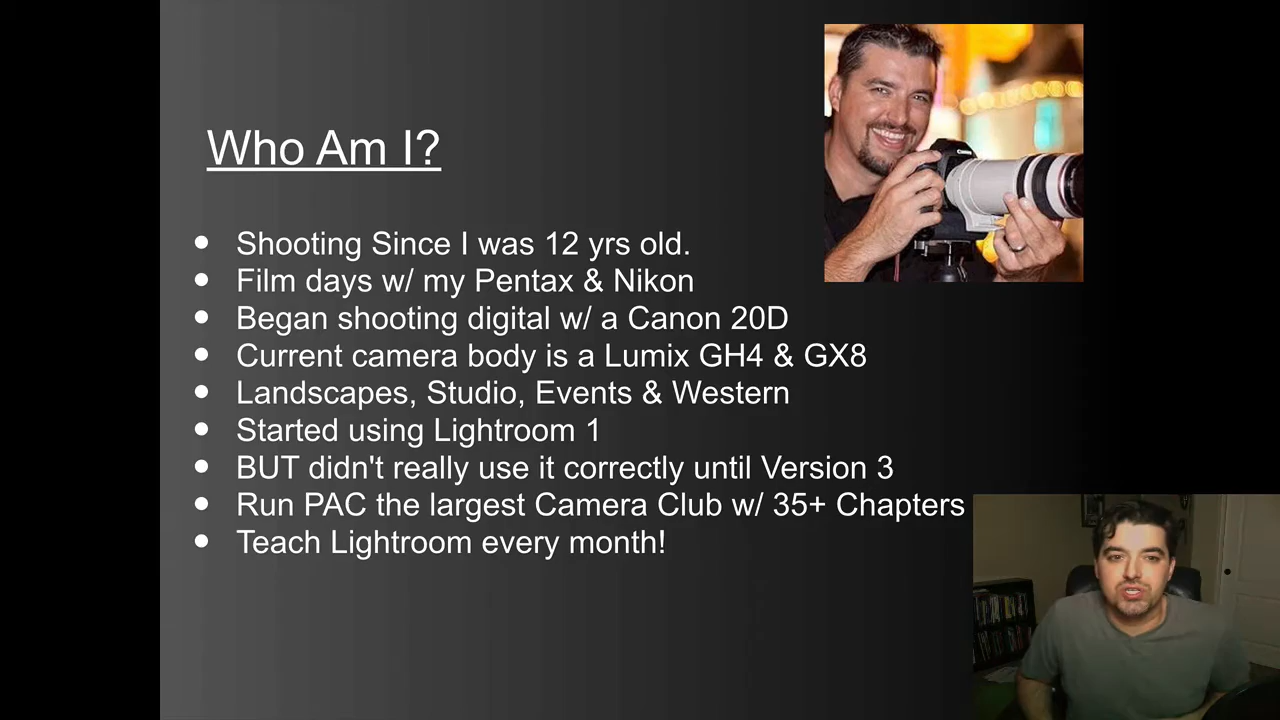 Who Am I?
Shooting Since I was 12 yrs old.
Film days w/ my Pentax & Nikon
Began shooting digital w/ a Canon 20D
Current camera body is a Lumix GH4 & GX8
Landscapes, Studio, Events & Western
Started using Lightroom 1
BUT didn't really use it correctly until Version 3
Run PAC the largest Camera Club w/ 35+ Chapters
Teach Lightroom every month!
Canon